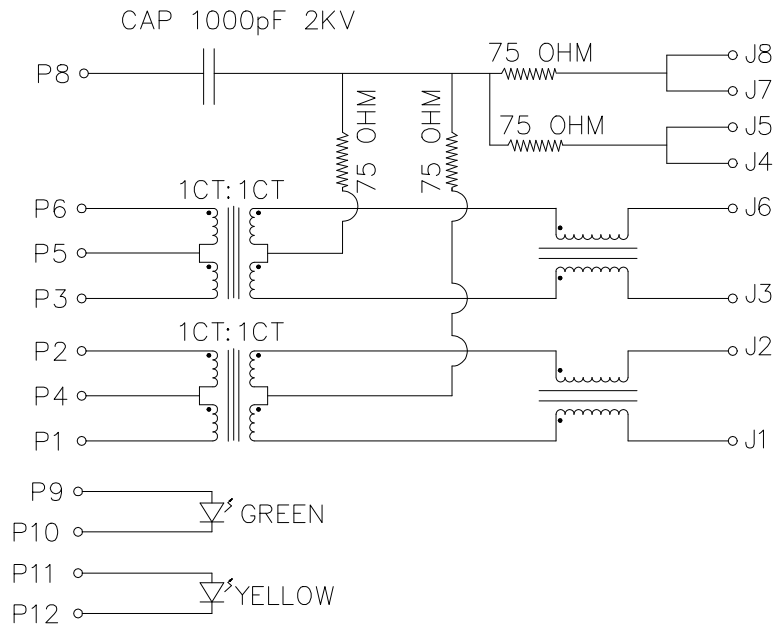 CAP 1000pF 2KV
P8
75 OHM
J8
J7
75 OHM
75 OHM
75 OHM
J5
J4
1CT:1CT
P6
J6
P5
P3
J3
1CT:1CT
P2
J2
P4
P1
J1
P9
GREEN
P10
P11
YELLOW
P12